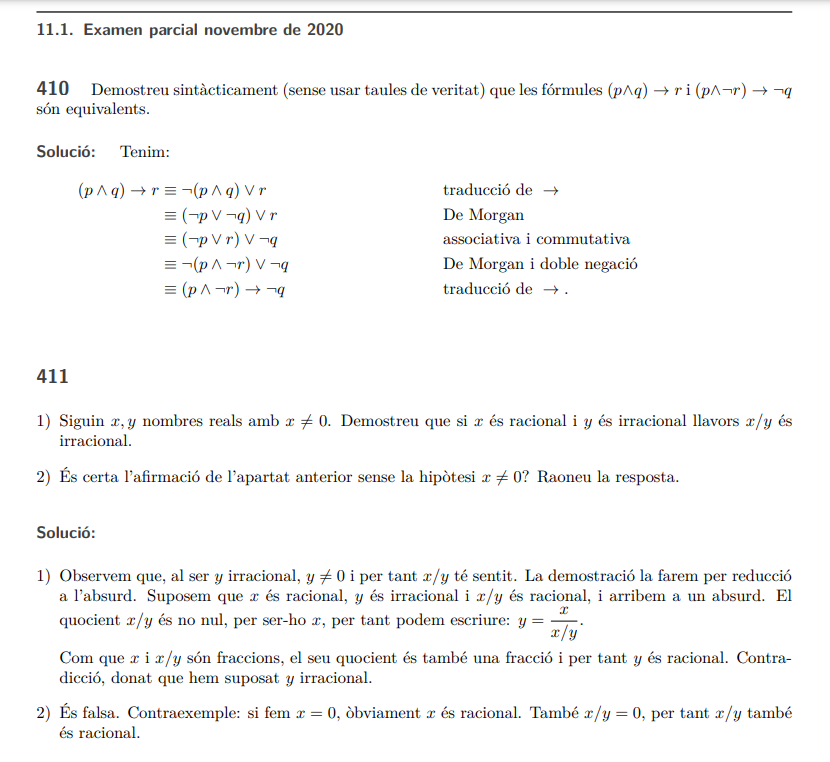 11.1. Examen parcial novembre de 2020
410 Demostreu sintàcticament (sense usar taules de veritat) que les fórmules (p∧q) → r i (p∧¬r) → ¬q
són equivalents.
Solució: Tenim:
(p ∧ q) → r ≡ ¬(p ∧ q) ∨ r traducció de →
≡ (¬p ∨ ¬q) ∨ r De Morgan
≡ (¬p ∨ r) ∨ ¬q associativa i commutativa
≡ ¬(p ∧ ¬r) ∨ ¬q De Morgan i doble negació
≡ (p ∧ ¬r) → ¬q traducció de → .
411
1) Siguin x, y nombres reals amb x ≠ 0. Demostreu que si x és racional i y és irracional llavors x/y és
irracional.
2) És certa l'afirmació de l'apartat anterior sense la hipòtesi x ≠ 0? Raoneu la resposta.
Solució:
1) Observem que, al ser y irracional, y ≠ 0 i per tant x/y té sentit. La demostració la farem per reducció
a l'absurd. Suposem que x és racional, y és irracional i x/y és racional, i arribem a un absurd. El
quocient x/y és no nul, per ser-ho x, per tant podem escriure: y = x / (x/y).
Com que x i x/y són fraccions, el seu quocient és també una fracció i per tant y és racional. Contra-
dicció, donat que hem suposat y irracional.
2) És falsa. Contraexemple: si fem x = 0, òbviament x és racional. També x/y = 0, per tant x/y també
és racional.